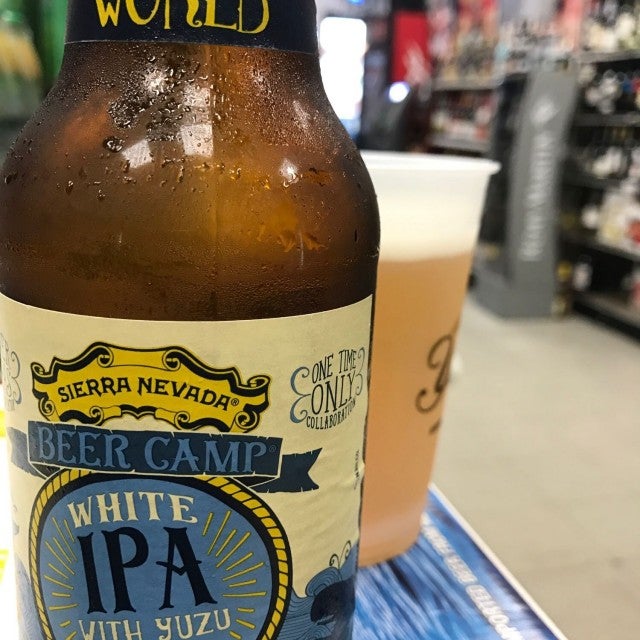 WORLD
SIERRA NEVADA®
ONE TIME
ONLY
COLLABORATION
BEER CAMP®
WHITE
IPA
WITH YUZU